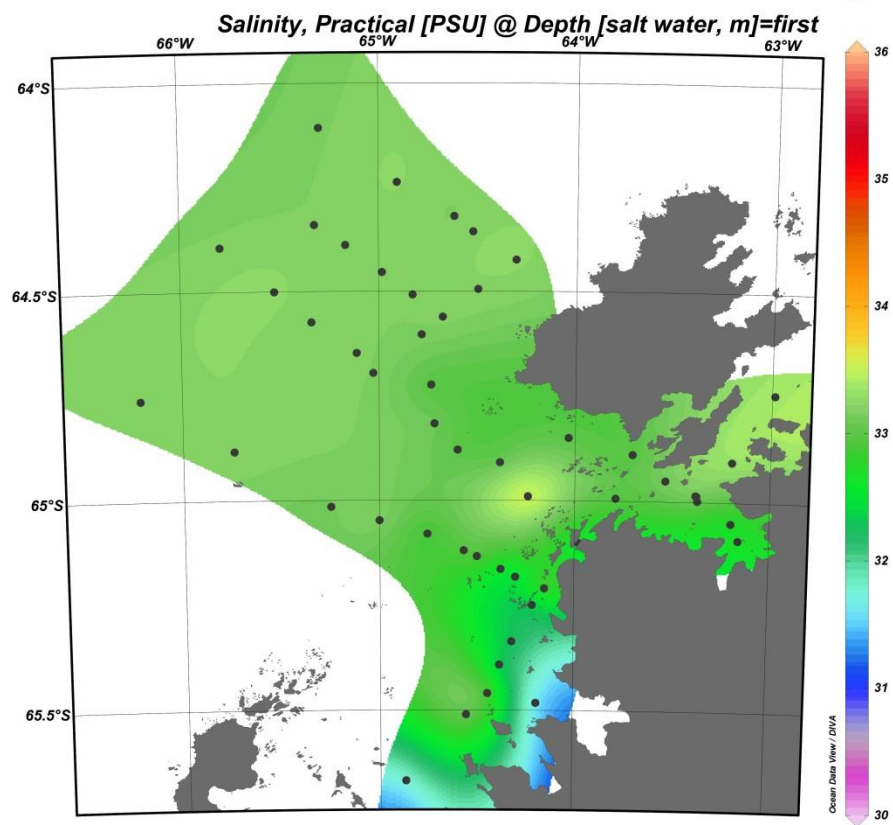 Salinity, Practical [PSU] @ Depth [salt water, m]=first
66°W 65°W 64°W 63°W
36
64°S
35
64.5°S
34
33
65°S
32
31
65.5°S
30
Ocean Data View / DIVA